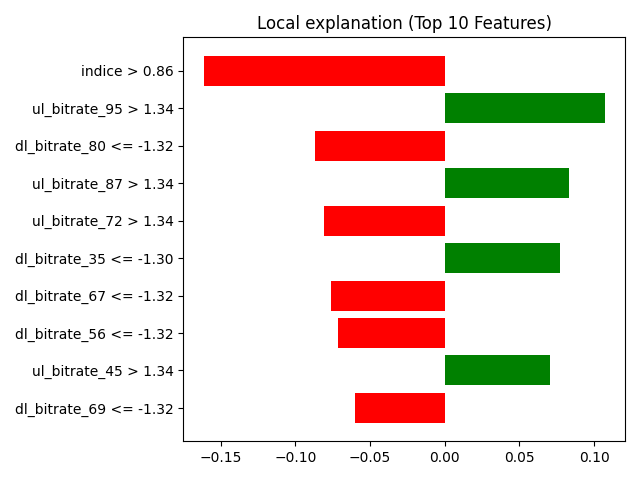 Local explanation (Top 10 Features)
indice > 0.86
ul_bitrate_95 > 1.34
dl_bitrate_80 <= -1.32
ul_bitrate_87 > 1.34
ul_bitrate_72 > 1.34
dl_bitrate_35 <= -1.30
dl_bitrate_67 <= -1.32
dl_bitrate_56 <= -1.32
ul_bitrate_45 > 1.34
dl_bitrate_69 <= -1.32
−0.15 −0.10 −0.05 0.00 0.05 0.10